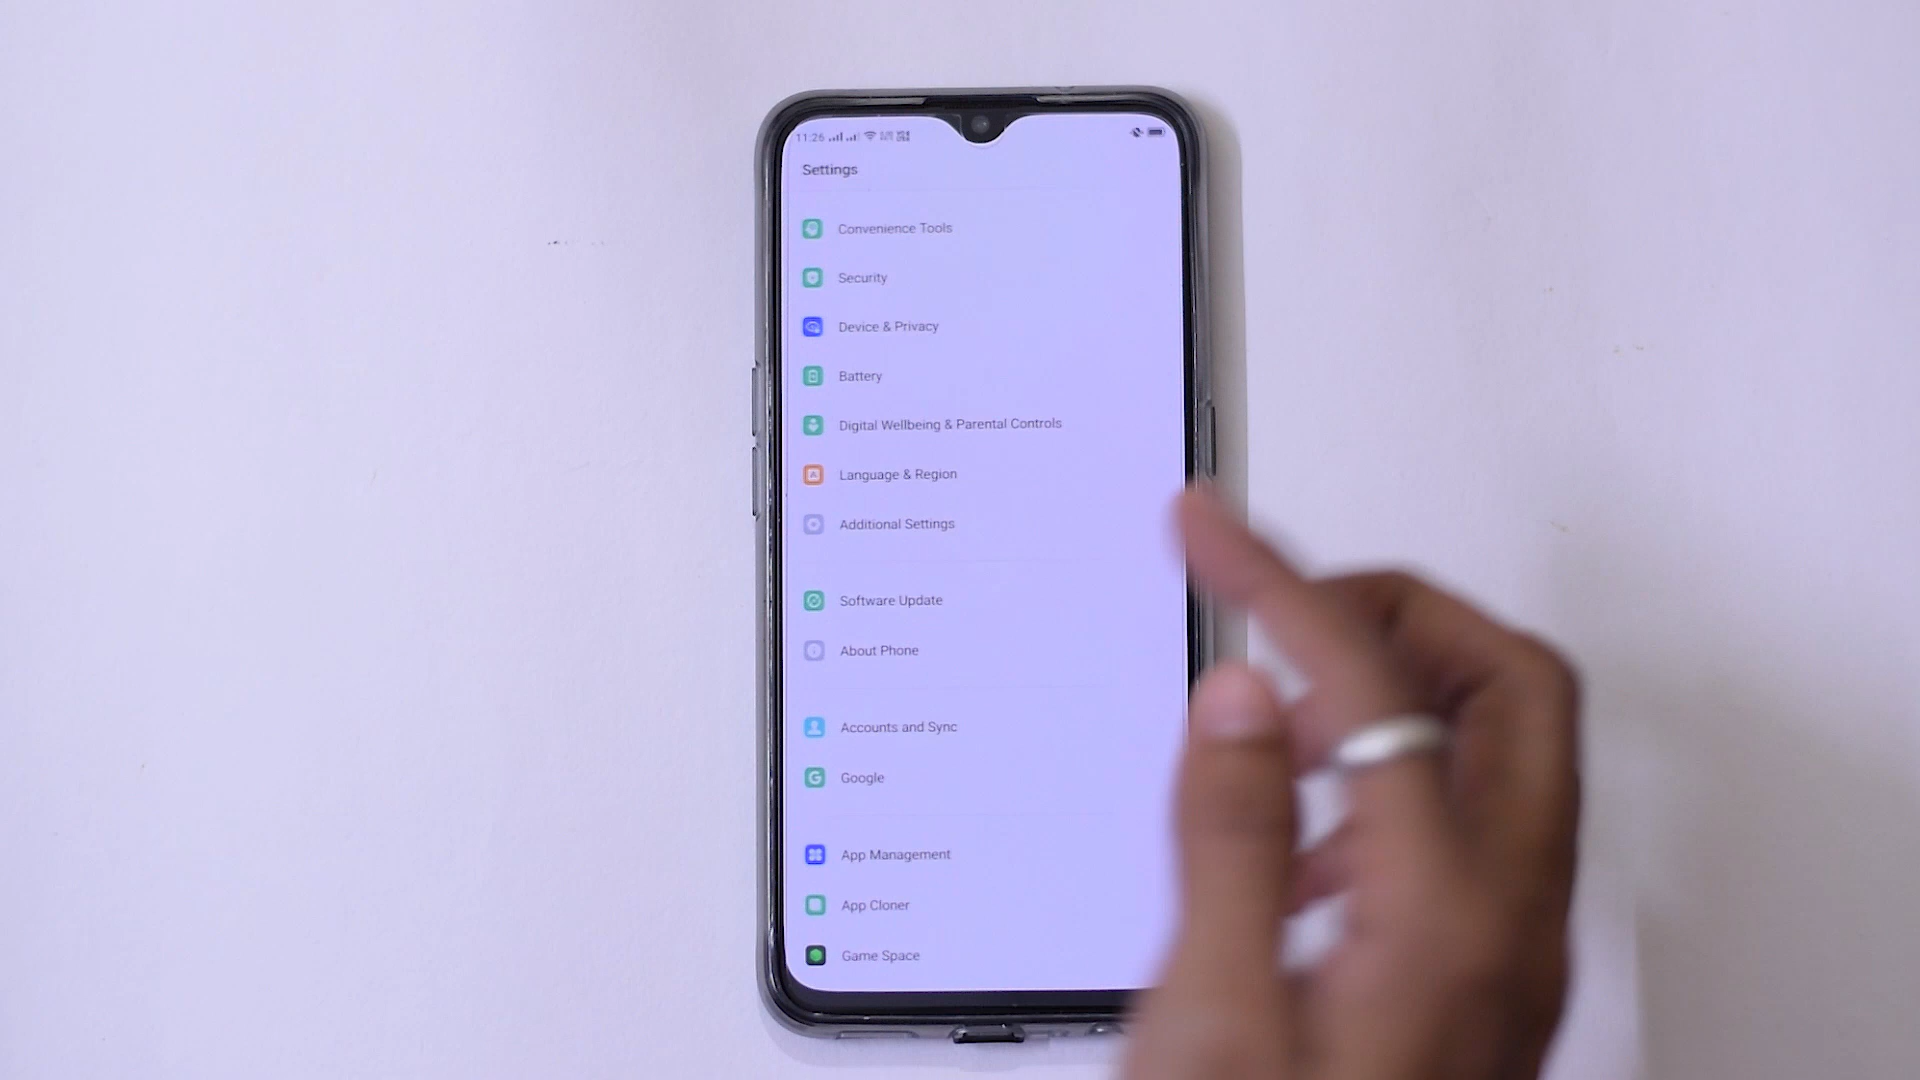 11:26
Settings
Convenience Tools
Security
Device & Privacy
Battery
Digital Wellbeing & Parental Controls
Language & Region
Additional Settings
Software Update
About Phone
Accounts and Sync
Google
App Management
App Cloner
Game Space